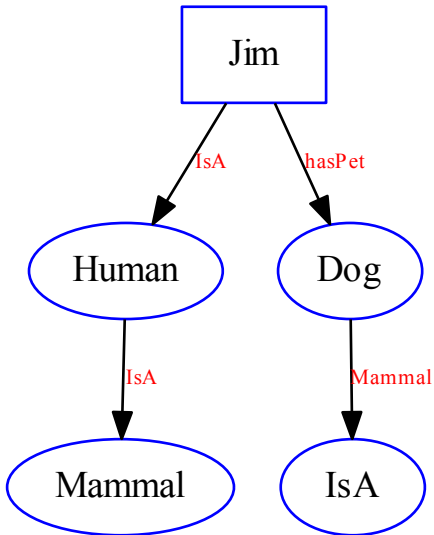 Jim
IsA
hasPet
Human
Dog
IsA
Mammal
Mammal
IsA